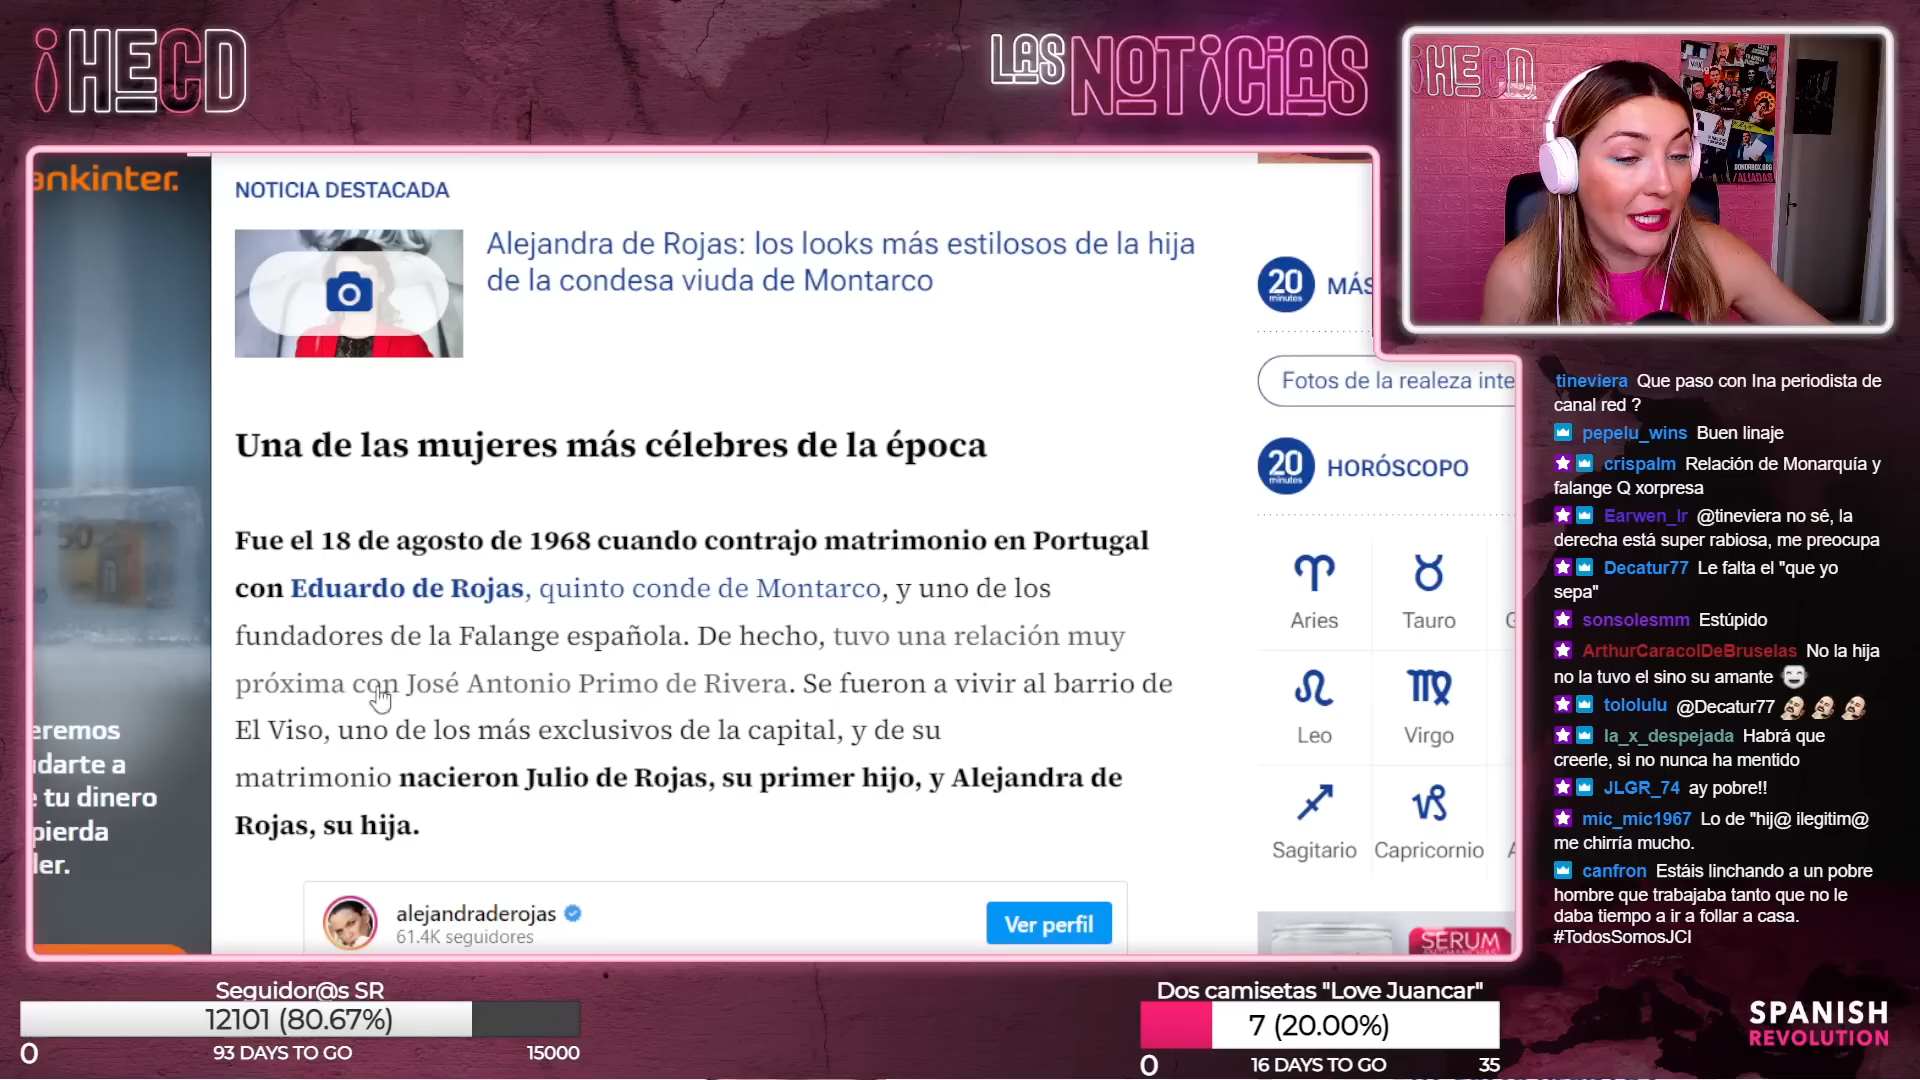 ¡HECD
LAS NOTICIAS
¡HECD
DONORBOX.ORG
/ALIADAS
ankinter.
NOTICIA DESTACADA
Alejandra de Rojas: los looks más estilosos de la hija
de la condesa viuda de Montarco
20
minutos
MÁS
Fotos de la realeza inte
Una de las mujeres más célebres de la época
20
minutos
HORÓSCOPO
Fue el 18 de agosto de 1968 cuando contrajo matrimonio en Portugal
con Eduardo de Rojas, quinto conde de Montarco, y uno de los
fundadores de la Falange española. De hecho, tuvo una relación muy
próxima con José Antonio Primo de Rivera. Se fueron a vivir al barrio de
El Viso, uno de los más exclusivos de la capital, y de su
matrimonio nacieron Julio de Rojas, su primer hijo, y Alejandra de
Rojas, su hija.
Aries
Tauro
G
Leo
Virgo
Sagitario
Capricornio
A
50
eremos
darte a
e tu dinero
pierda
ler.
alejandraderojas
61.4K seguidores
Ver perfil
SERUM
tineviera Que paso con Ina periodista de
canal red ?
pepelu_wins Buen linaje
crispalm Relación de Monarquía y
falange Q xorpresa
Earwen_Ir @tineviera no sé, la
derecha está super rabiosa, me preocupa
Decatur77 Le falta el "que yo
sepa"
sonsolesmm Estúpido
ArthurCaracolDeBruselas No la hija
no la tuvo el sino su amante
tololulu @Decatur77
la_x_despejada Habrá que
creerle, si no nunca ha mentido
JLGR_74 ay pobre!!
mic_mic1967 Lo de "hij@ ilegitim@
me chirría mucho.
canfron Estáis linchando a un pobre
hombre que trabajaba tanto que no le
daba tiempo a ir a follar a casa.
#TodosSomosJCI
Seguidor@s SR
12101 (80.67%)
0
93 DAYS TO GO
15000
Dos camisetas "Love Juancar"
7 (20.00%)
0
16 DAYS TO GO
35
SPANISH
REVOLUTION